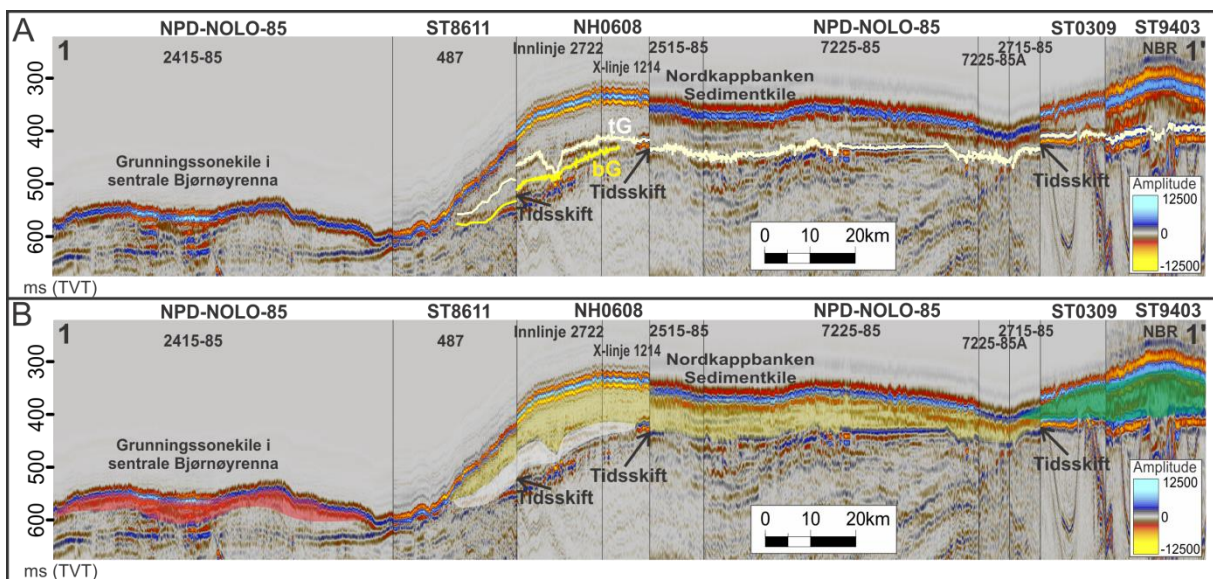 A
NPD-NOLO-85 ST8611 NH0608 NPD-NOLO-85 ST0309 ST9403
1 2415-85 487 Innlinje 2722 X-linje 1214 2515-85 7225-85 7225-85A 2715-85 NBR 1'
300
400
500
600
ms (TVT)
Nordkappbanken
Sedimentkile
Grunningssonekile i
sentrale Bjørnøyrenna
tG
bG
Tidsskift
Tidsskift
Tidsskift
0 10 20km
Amplitude
12500
0
-12500
B
NPD-NOLO-85 ST8611 NH0608 NPD-NOLO-85 ST0309 ST9403
1 2415-85 487 Innlinje 2722 X-linje 1214 2515-85 7225-85 7225-85A 2715-85 NBR 1'
300
400
500
600
ms (TVT)
Nordkappbanken
Sedimentkile
Grunningssonekile i
sentrale Bjørnøyrenna
Tidsskift
Tidsskift
Tidsskift
0 10 20km
Amplitude
12500
0
-12500